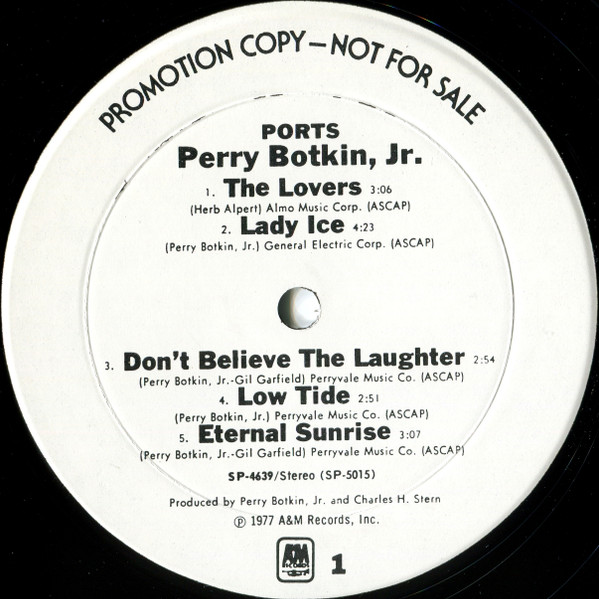 PROMOTION COPY—NOT FOR SALE
PORTS
Perry Botkin, Jr.
1. The Lovers 3:06
(Herb Alpert) Almo Music Corp. (ASCAP)
2. Lady Ice 4:23
(Perry Botkin, Jr.) General Electric Corp. (ASCAP)
3. Don't Believe The Laughter 2:54
(Perry Botkin, Jr.-Gil Garfield) Perryvale Music Co. (ASCAP)
4. Low Tide 2:51
(Perry Botkin, Jr.) Perryvale Music Co. (ASCAP)
5. Eternal Sunrise 3:07
(Perry Botkin, Jr.-Gil Garfield) Perryvale Music Co. (ASCAP)
SP-4639/Stereo (SP-5015)
Produced by Perry Botkin, Jr. and Charles H. Stern
℗ 1977 A&M Records, Inc.
A&M
RECORDS
1